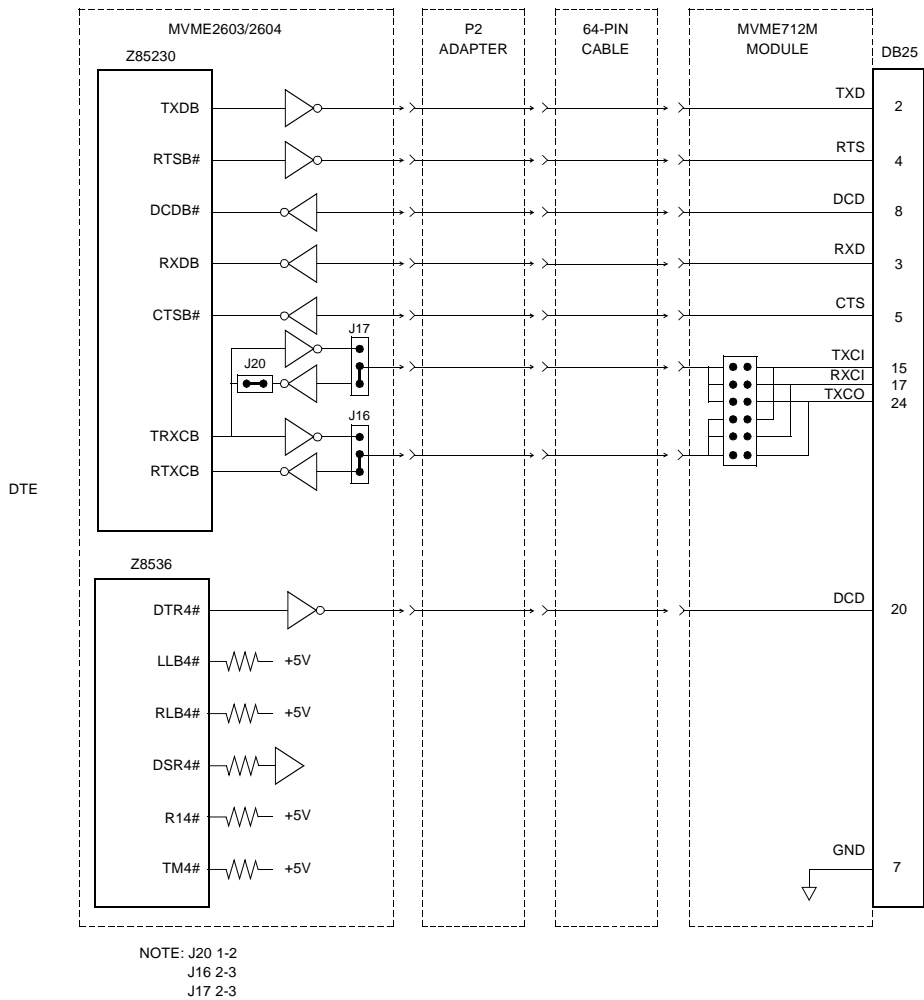 MVME2603/2604
P2
ADAPTER
64-PIN
CABLE
MVME712M
MODULE
DB25
Z85230
TXDB
TXD
2
RTSB#
RTS
4
DCDB#
DCD
8
RXDB
RXD
3
CTSB#
CTS
5
J17
J20
TXCI
15
RXCI
17
TXCO
24
J16
TRXCB
RTXCB
DTE
Z8536
DTR4#
DCD
20
LLB4#
+5V
RLB4#
+5V
DSR4#
R14#
+5V
TM4#
+5V
GND
7
NOTE: J20 1-2
J16 2-3
J17 2-3